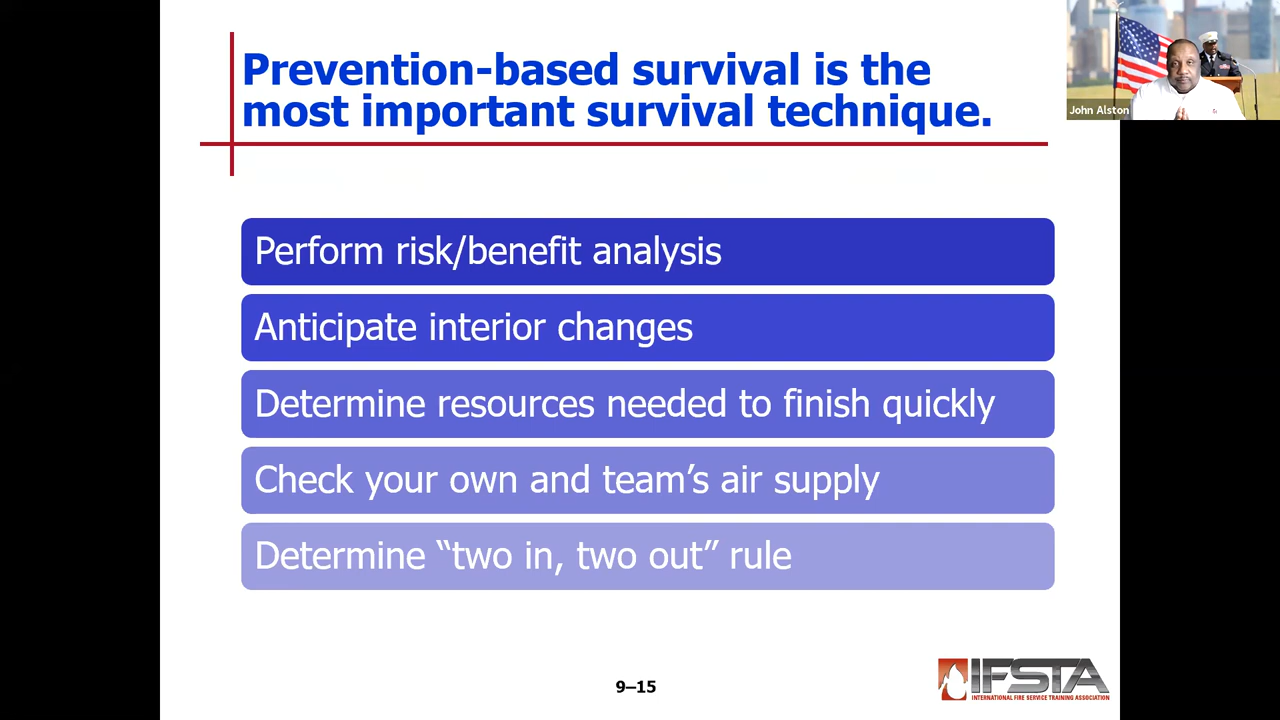 Prevention-based survival is the
most important survival technique.
John Alston
Perform risk/benefit analysis
Anticipate interior changes
Determine resources needed to finish quickly
Check your own and team’s air supply
Determine “two in, two out” rule
9–15
IFSTA
INTERNATIONAL FIRE SERVICE TRAINING ASSOCIATION